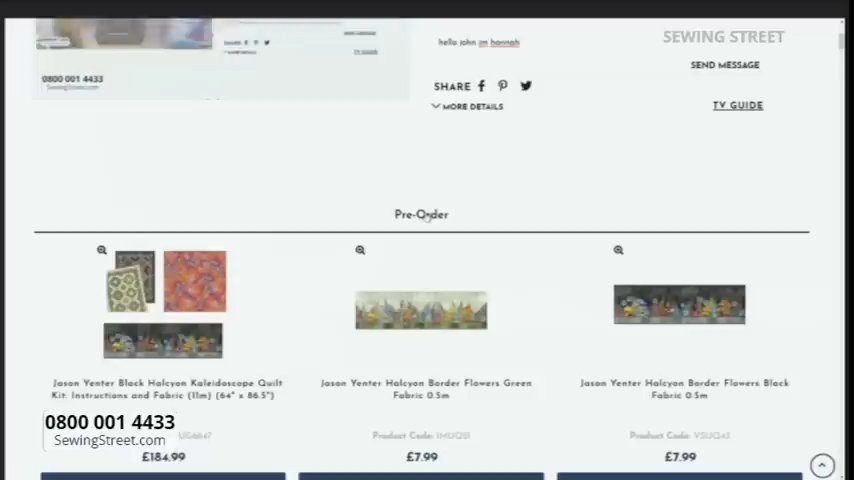 SEWING STREET
hello john im hannah
SEND MESSAGE
SHARE
MORE DETAILS
TV GUIDE
0800 001 4433
SewingStreet.com
Pre-Order
Jason Yenter Black Halcyon Kaleidoscope Quilt
Kit: Instructions and Fabric (11m) (64" x 86.5")
Jason Yenter Halcyon Border Flowers Green
Fabric 0.5m
Jason Yenter Halcyon Border Flowers Black
Fabric 0.5m
0800 001 4433
SewingStreet.com
Product Code:
Product Code:
£184.99
£7.99
£7.99